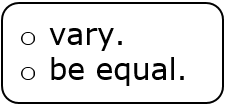 ○ vary.
○ be equal.